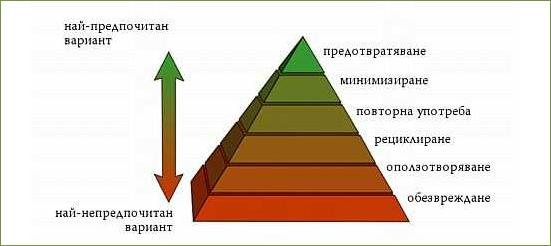 най-предпочитан
вариант
предотвратяване
минимизиране
повторна употреба
рециклиране
оползотворяване
обезвреждане
най-непредпочитан
вариант